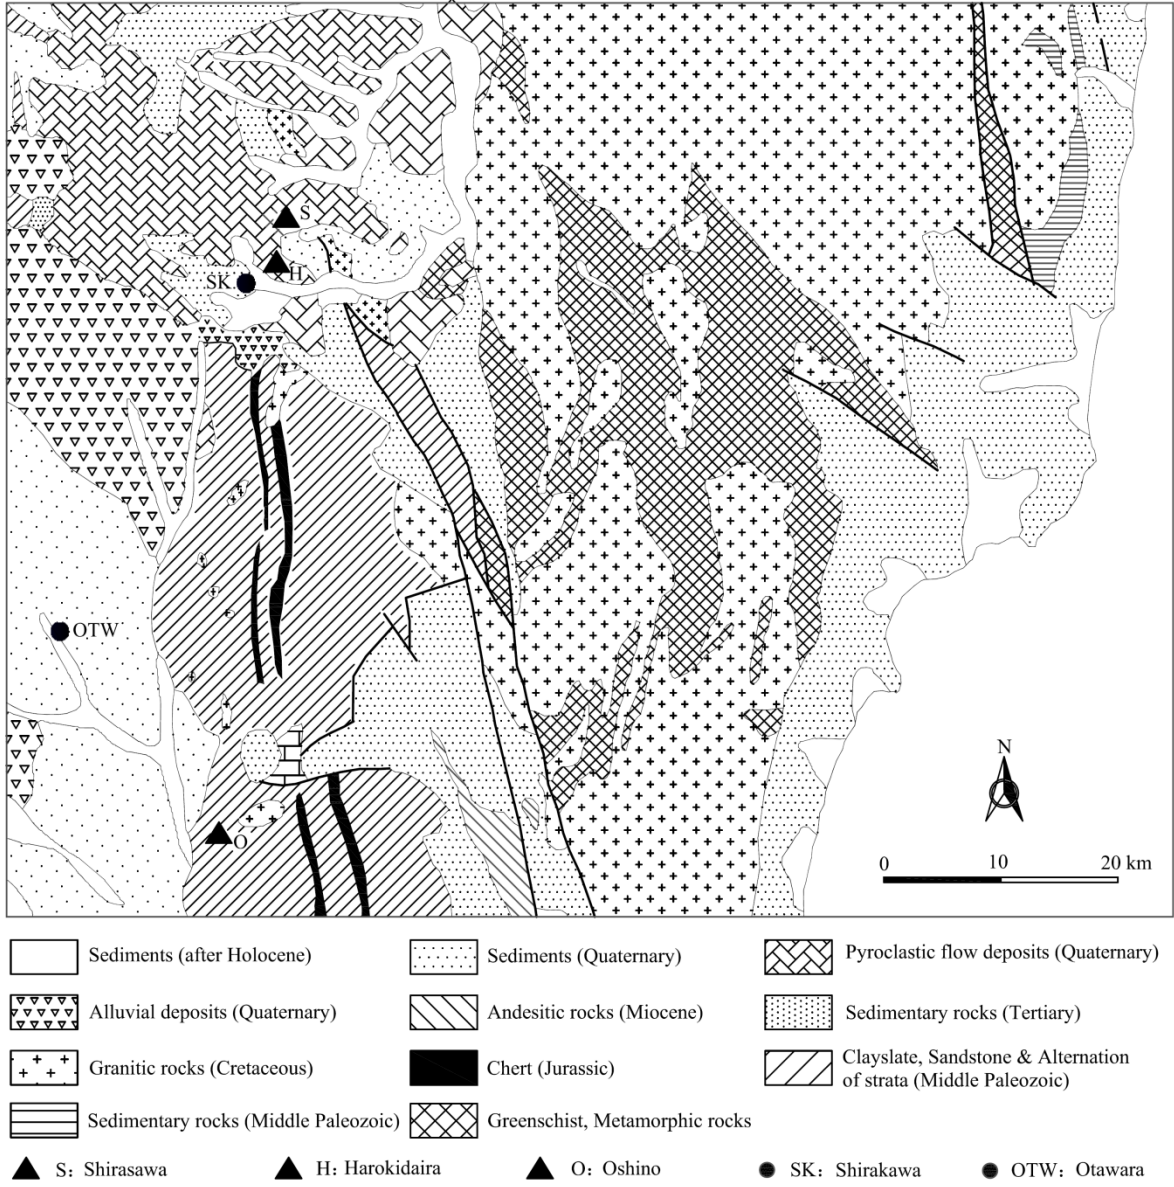 S
H
SK
OTW
O
N
0 10 20 km
Sediments (after Holocene)
Sediments (Quaternary)
Pyroclastic flow deposits (Quaternary)
Alluvial deposits (Quaternary)
Andesitic rocks (Miocene)
Sedimentary rocks (Tertiary)
Granitic rocks (Cretaceous)
Chert (Jurassic)
Clayslate, Sandstone & Alternation
of strata (Middle Paleozoic)
Sedimentary rocks (Middle Paleozoic)
Greenschist, Metamorphic rocks
S: Shirasawa
H: Harokidaira
O: Oshino
SK: Shirakawa
OTW: Otawara